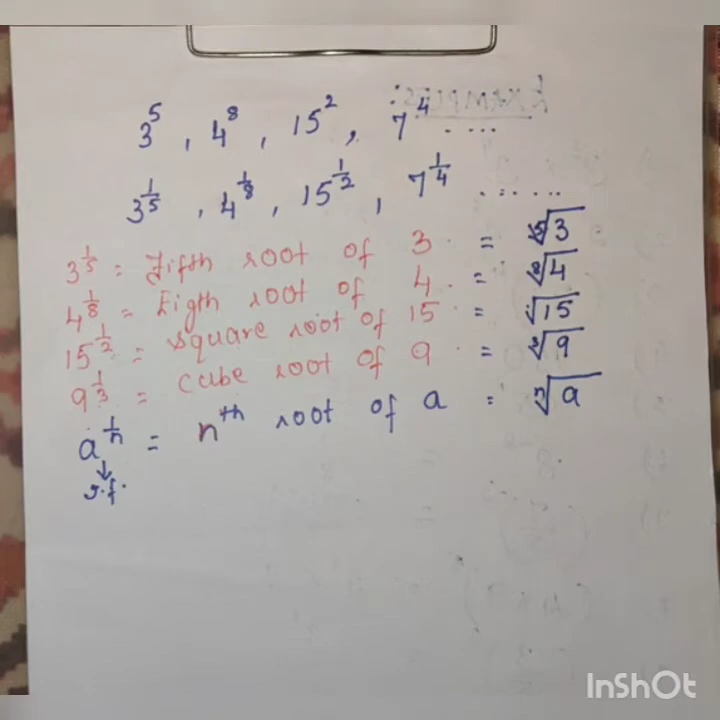 3^5 , 4^8 , 15^2 , 7^4 ....
3^{1/5} , 4^{1/8} , 15^{1/2} , 7^{1/4} ......
3^{1/5} = Fifth root of 3 = ⁵√3
4^{1/8} = Eigth root of 4 = ⁸√4
15^{1/2} = square root of 15 = √15
9^{1/3} = cube root of 9 = ³√9
a^{1/n} = n^th root of a = ⁿ√a
↓
InShOt